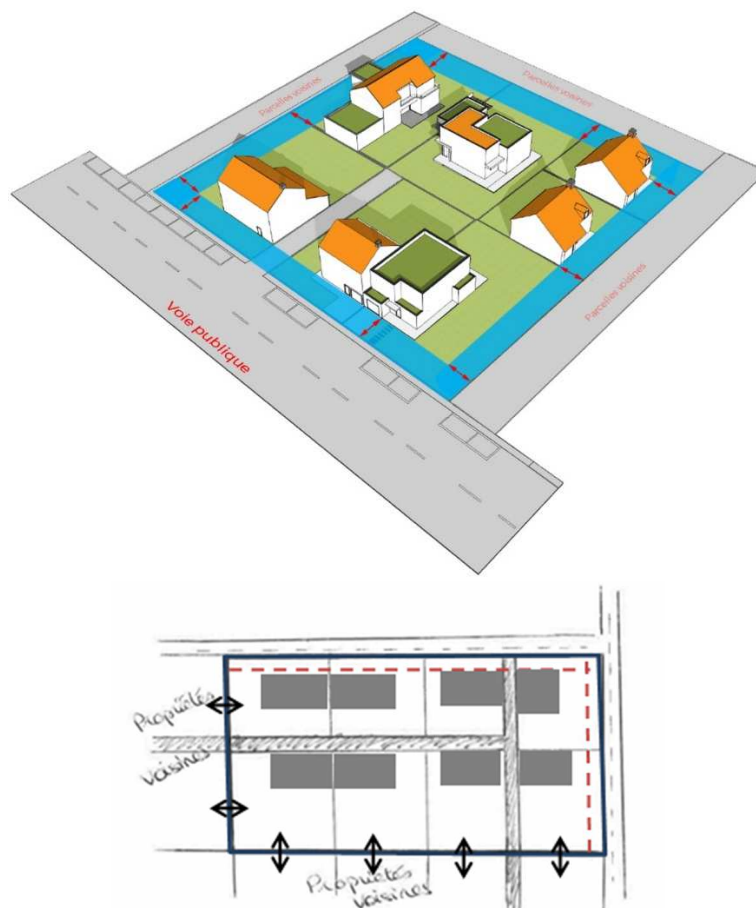 Parcelles voisines
Parcelles voisines
Parcelles voisines
Voie publique
Propriétés
voisines
Propriétés
voisines